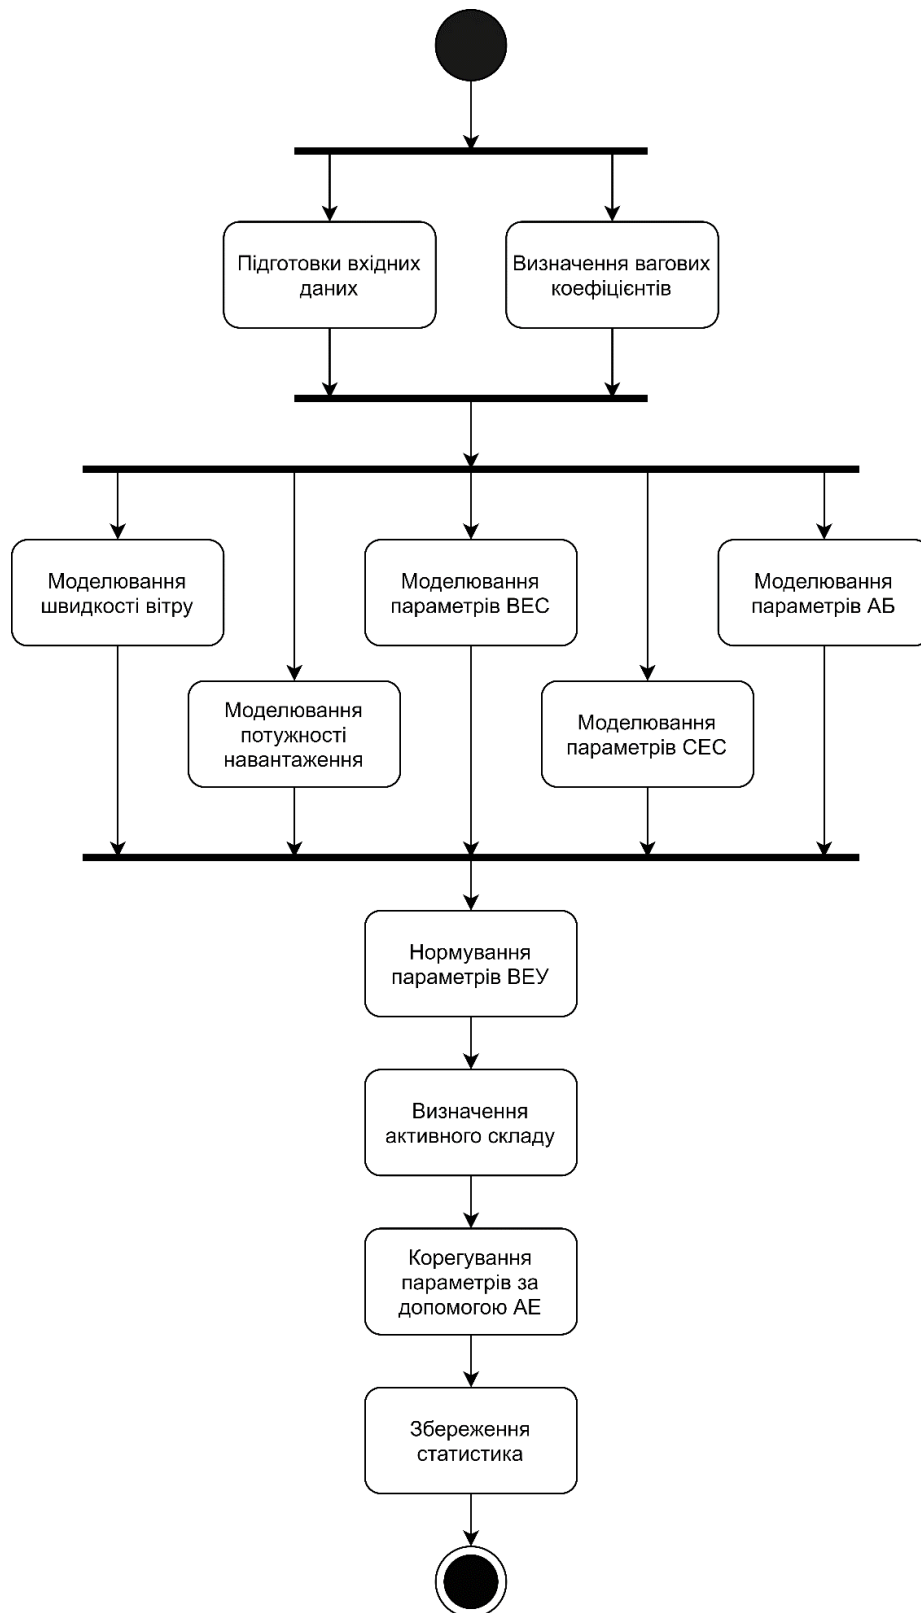 Підготовки вхідних
даних
Визначення вагових
коефіцієнтів
Моделювання
швидкості вітру
Моделювання
параметрів ВЕС
Моделювання
параметрів АБ
Моделювання
потужності
навантаження
Моделювання
параметрів СЕС
Нормування
параметрів ВЕУ
Визначення
активного складу
Корегування
параметрів за
допомогою АЕ
Збереження
статистика